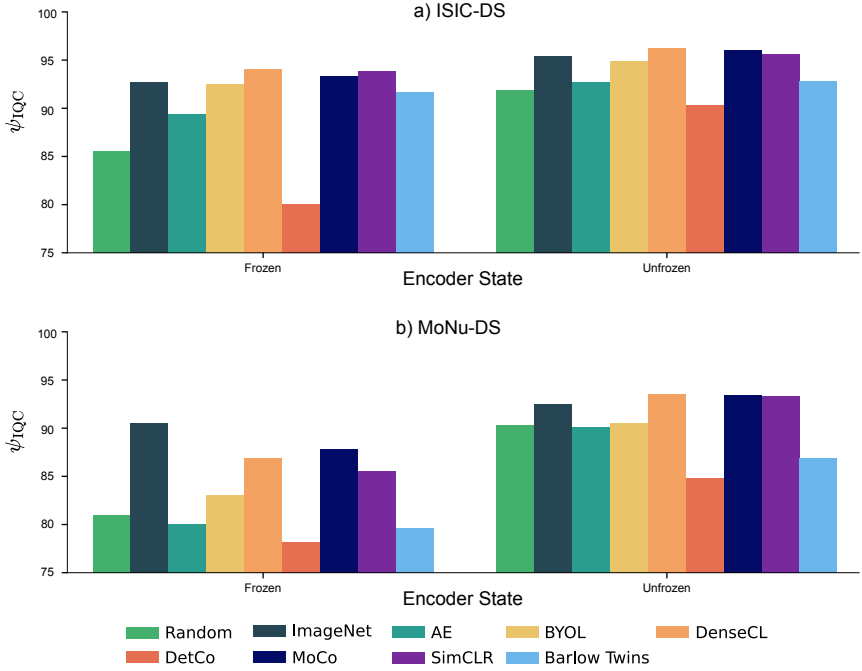 a) ISIC-DS
100
95
90
85
80
75
ψIQC
Frozen
Unfrozen
Encoder State
b) MoNu-DS
100
95
90
85
80
75
ψIQC
Frozen
Unfrozen
Encoder State
Random ImageNet AE BYOL DenseCL
DetCo MoCo SimCLR Barlow Twins